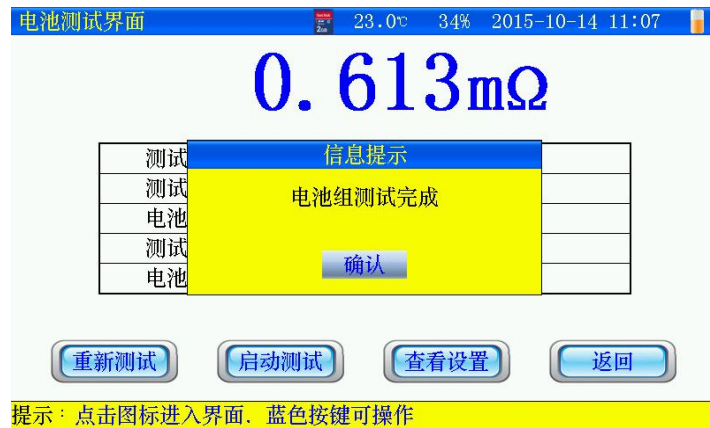 电池测试界面 23.0℃ 34% 2015-10-14 11:07
0.613mΩ
测试
测试
电池
测试
电池
信息提示
电池组测试完成
确认
重新测试 启动测试 查看设置 返回
提示：点击图标进入界面．蓝色按键可操作